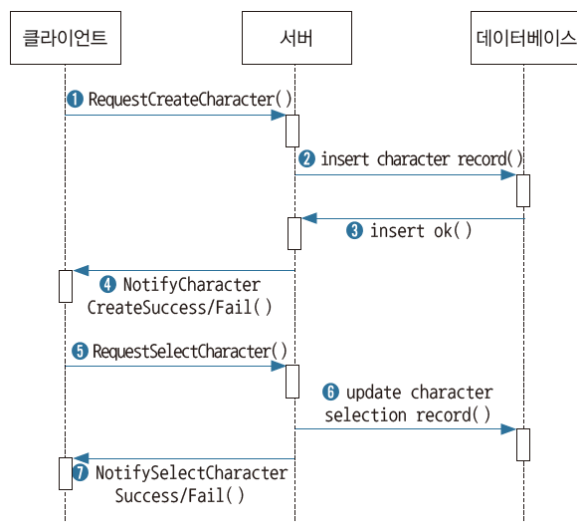 클라이언트
서버
데이터베이스
❶ RequestCreateCharacter()
❷ insert character record()
❸ insert ok()
❹ NotifyCharacter
CreateSuccess/Fail()
❺ RequestSelectCharacter()
❻ update character
selection record()
❼ NotifySelectCharacter
Success/Fail()